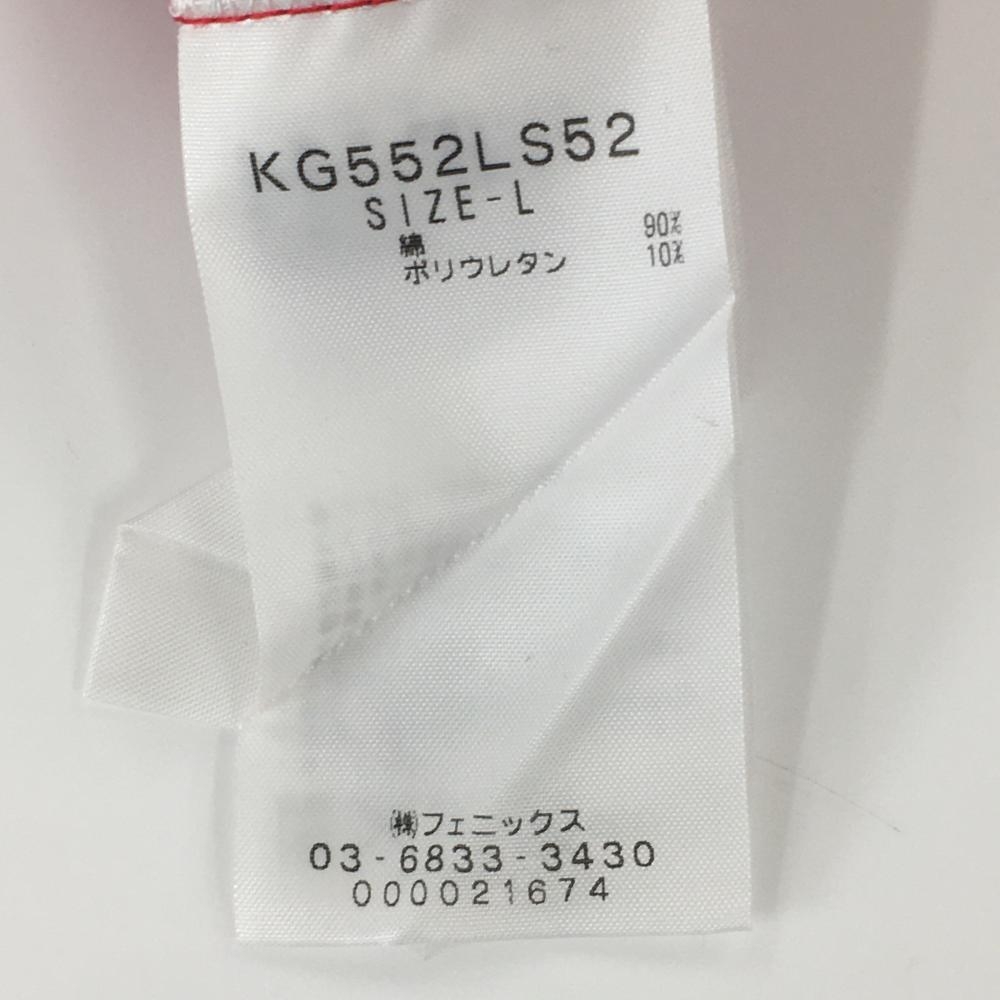 KG552LS52
SIZE-L
綿 90%
ポリウレタン 10%
㈱フェニックス
03-6833-3430
000021674